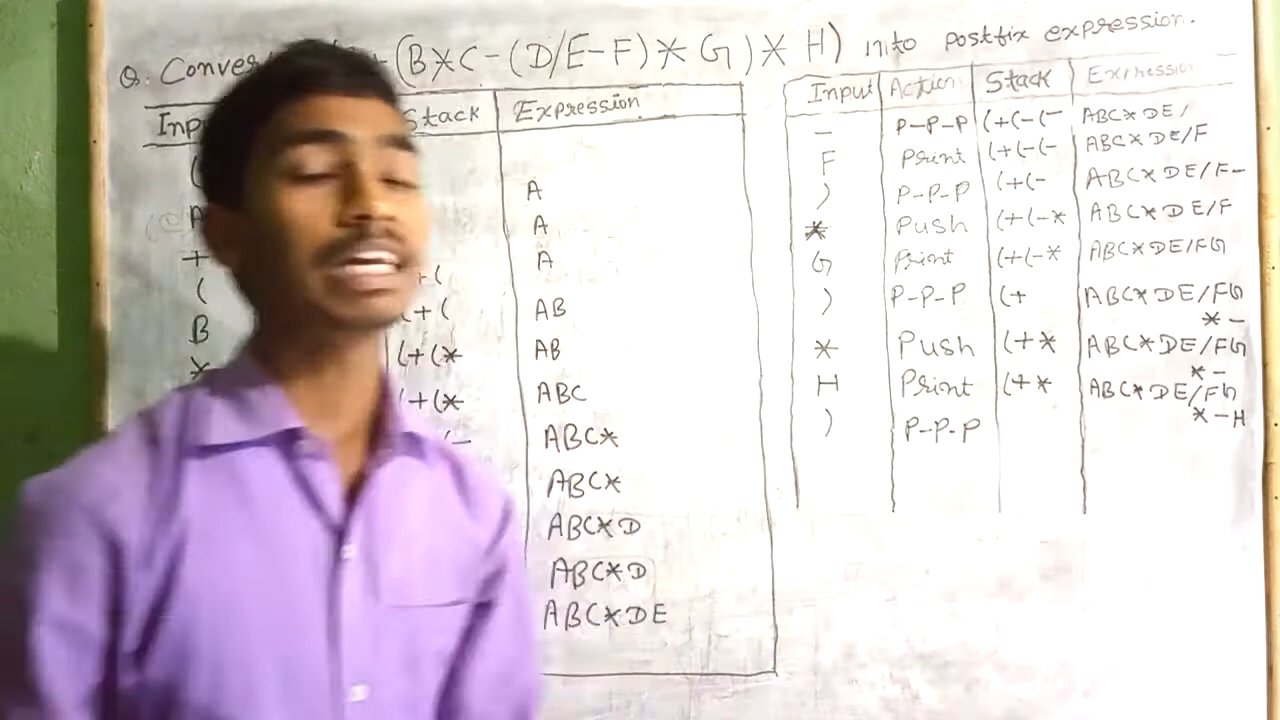 Q. Conver + (B*C-(D/E-F)*G)*H) into postfix expression.
Inp Stack Expression
( 
A A
+ A
( +( A
B (+( AB
* (+(* AB
(+(* ABC
(- ABC*
ABC*
ABC*D
ABC*D
ABC*DE
Input Action Stack Expression
- P-P-P (+(-(- ABC*DE/
F Print (+(-(- ABC*DE/F
) P-P-P (+(- ABC*DE/F-
* Push (+(-* ABC*DE/F
G Print (+(-* ABC*DE/FG
) P-P-P (+ ABC*DE/FG
*-
* Push (+* ABC*DE/FG
*-
H Print (+* ABC*DE/FG
*-H
) P-P-P